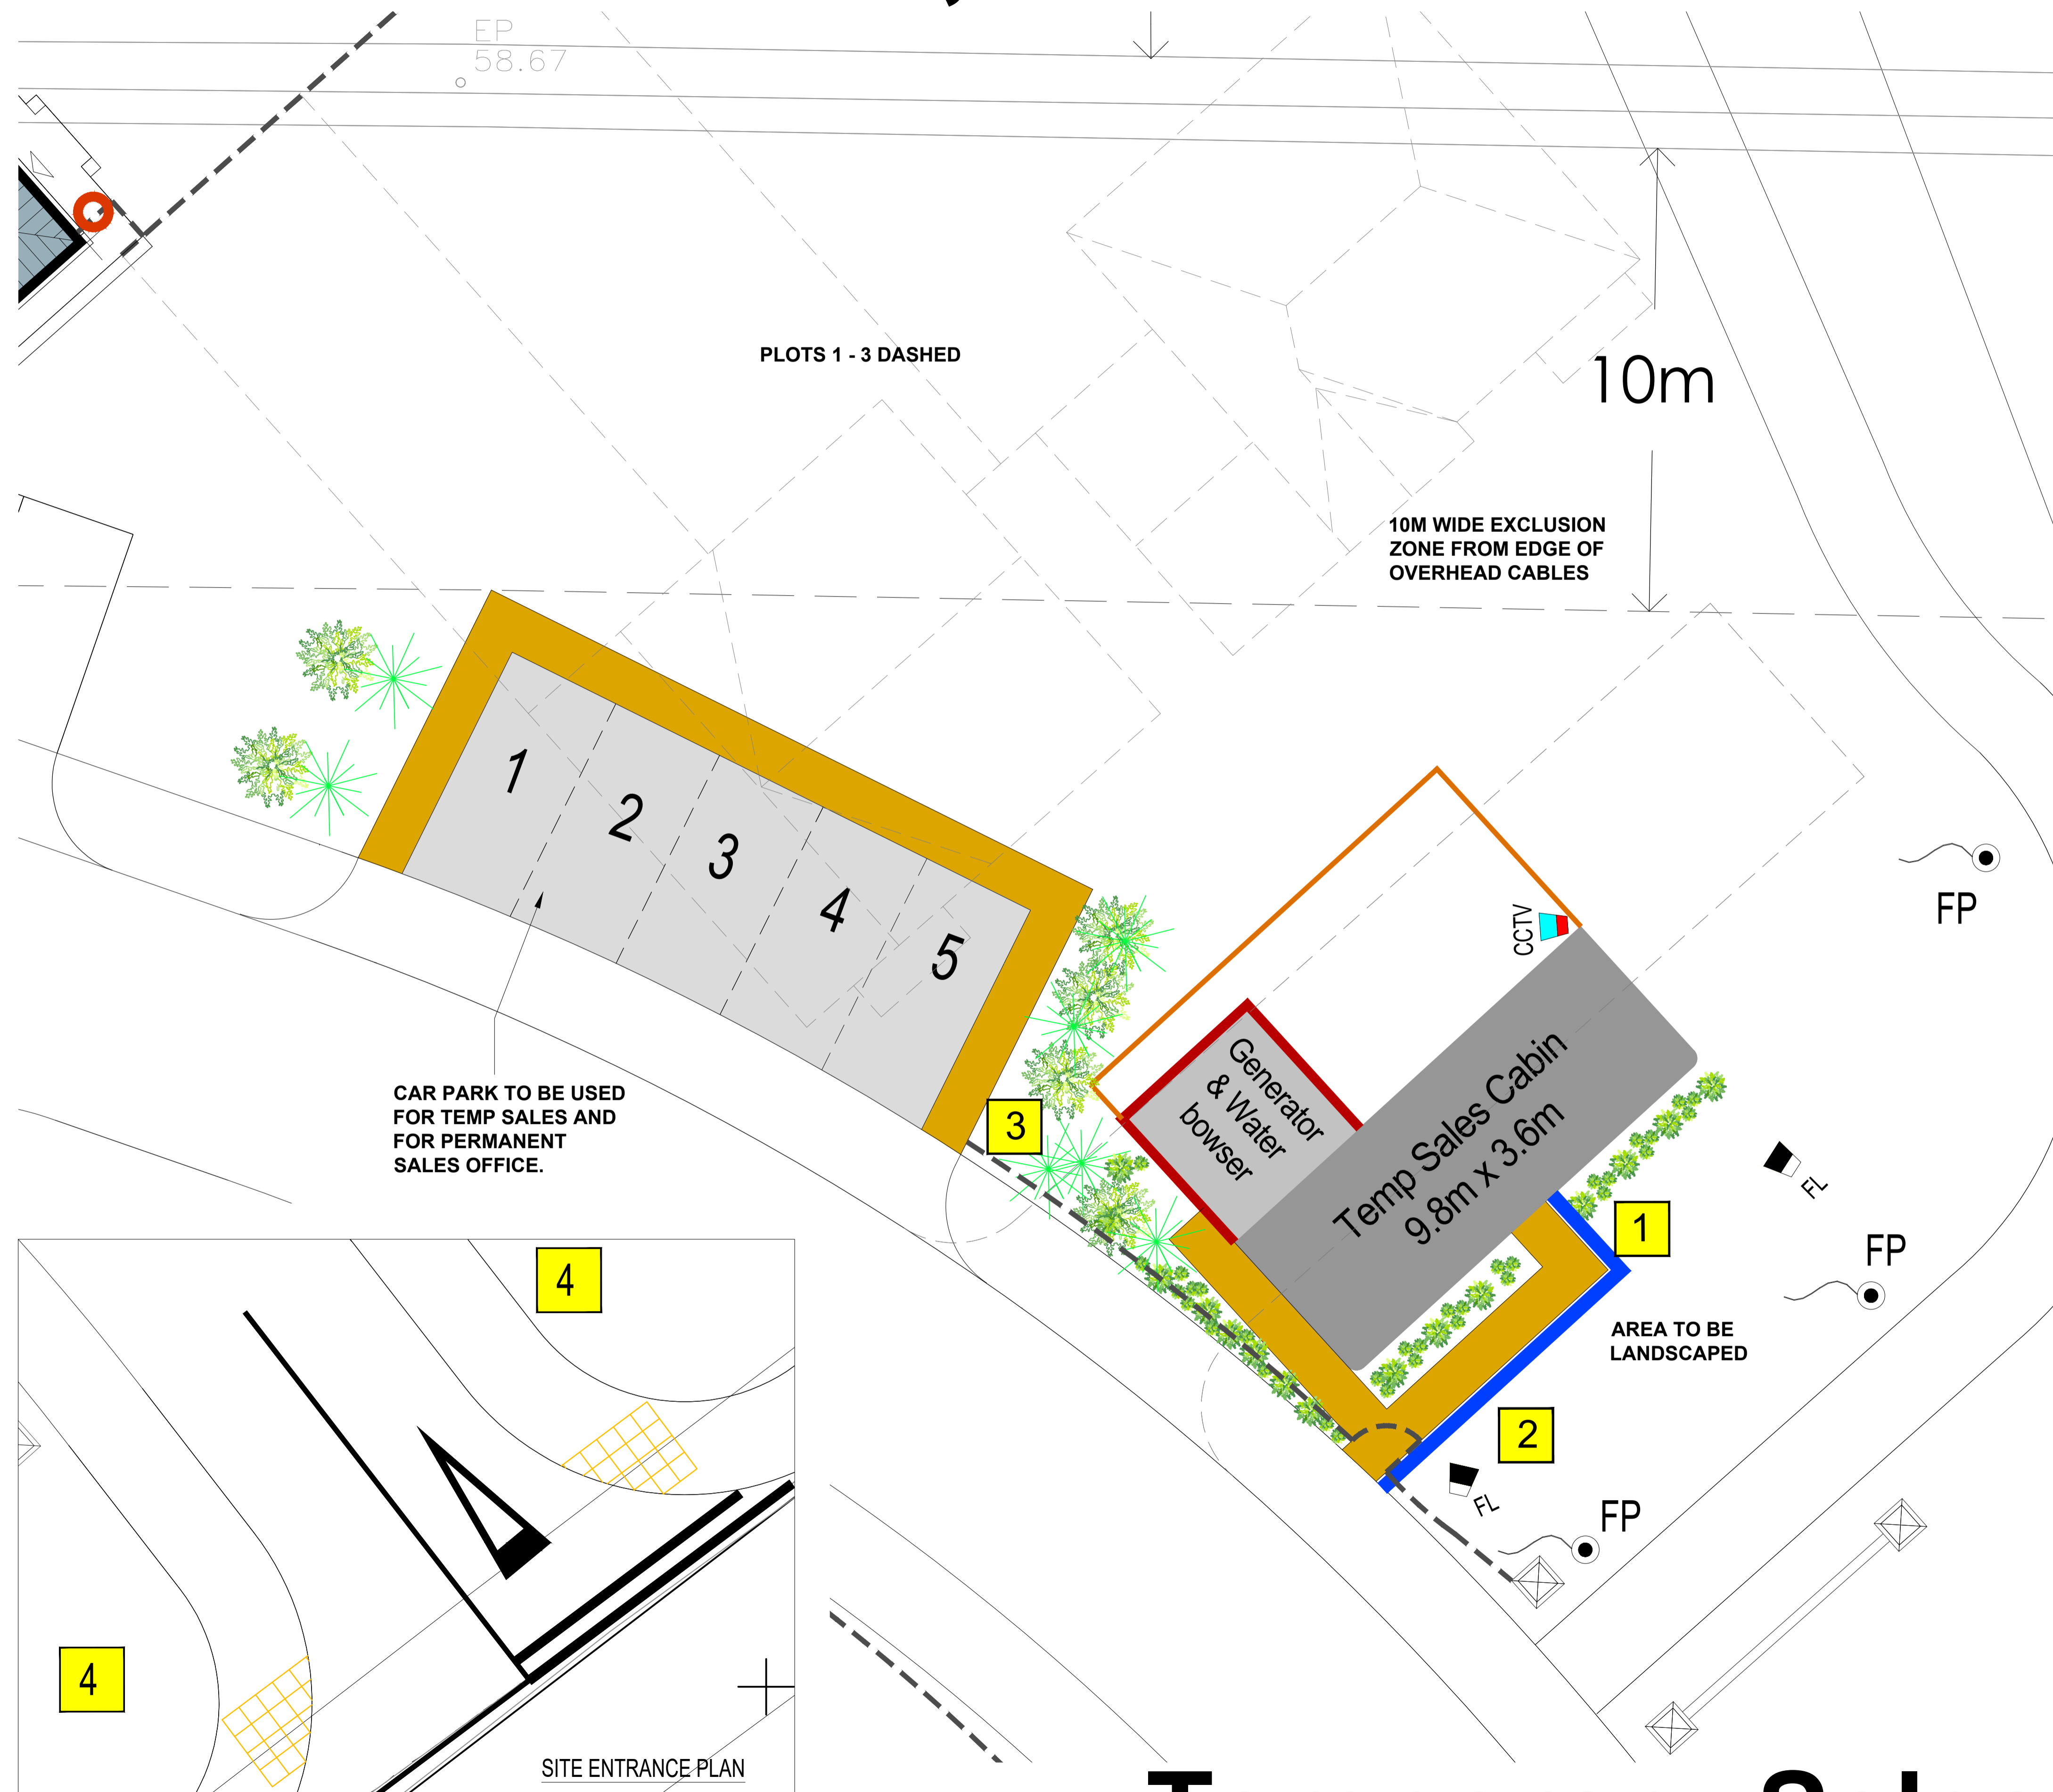 EP
58.67
PLOTS 1 - 3 DASHED
10m
10M WIDE EXCLUSION
ZONE FROM EDGE OF
OVERHEAD CABLES
1
2
3
4
5
CCTV
FP
Generator
& Water
bowser
Temp Sales Cabin
9.8m x 3.6m
CAR PARK TO BE USED
FOR TEMP SALES AND
FOR PERMANENT
SALES OFFICE.
3
FL
1
FP
AREA TO BE
LANDSCAPED
2
FL
FP
4
4
SITE ENTRANCE PLAN